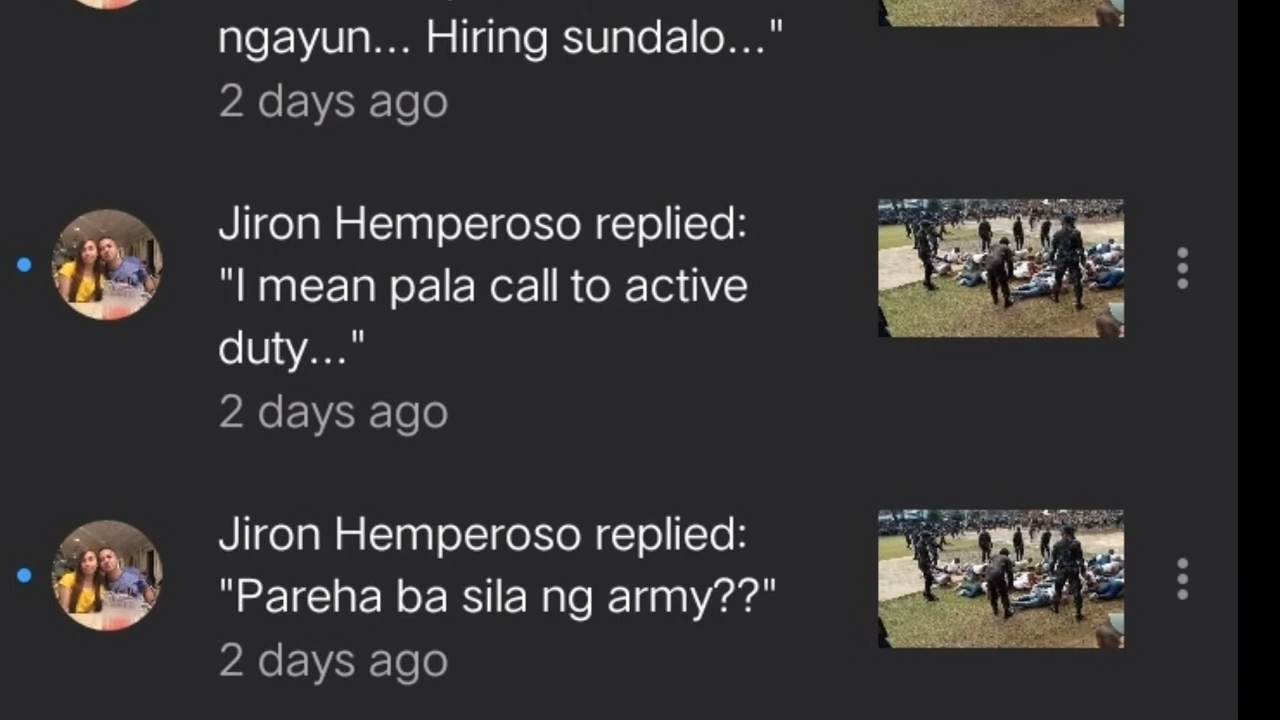 ngayun... Hiring sundalo..."
2 days ago
Jiron Hemperoso replied:
"I mean pala call to active
duty..."
2 days ago
Jiron Hemperoso replied:
"Pareha ba sila ng army??"
2 days ago